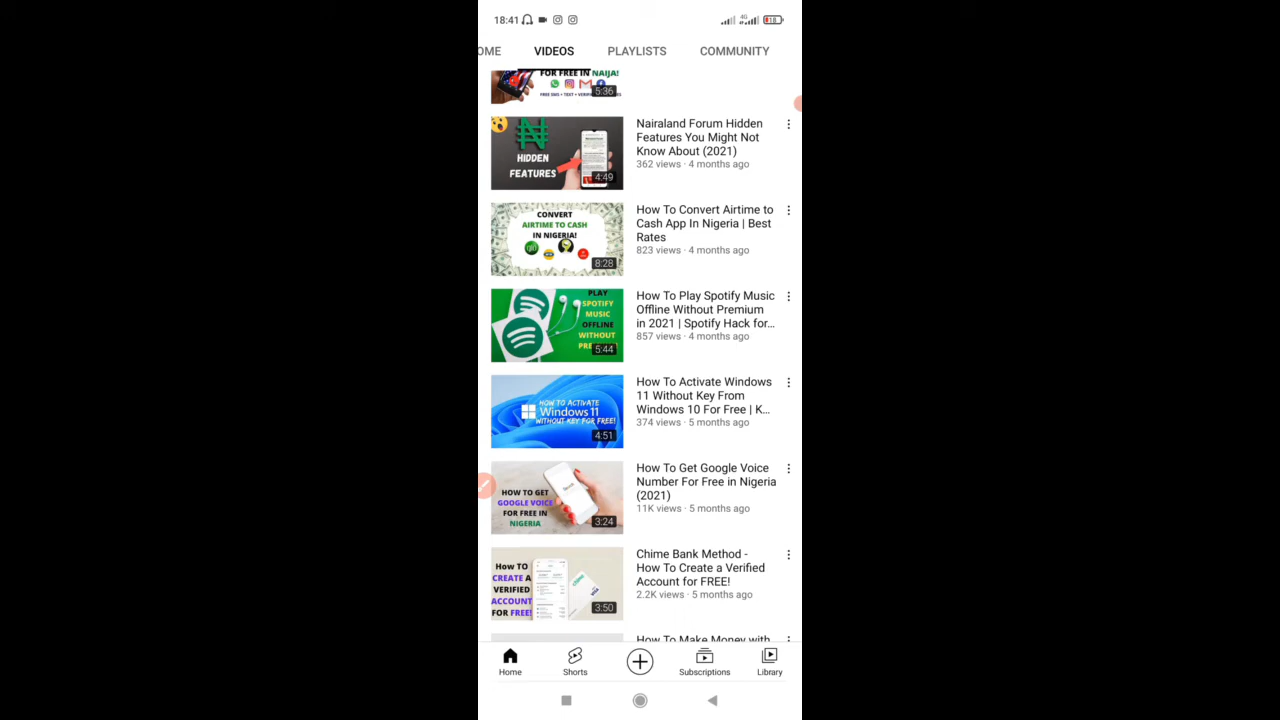 18:41
4G
18
OME VIDEOS PLAYLISTS COMMUNITY
FOR FREE IN NAIJA!
5:36
HIDDEN
FEATURES
4:49
Nairaland Forum Hidden
Features You Might Not
Know About (2021)
362 views · 4 months ago
CONVERT
AIRTIME TO CASH
IN NIGERIA!
glo
8:28
How To Convert Airtime to
Cash App In Nigeria | Best
Rates
823 views · 4 months ago
PLAY
SPOTIFY
MUSIC
OFFLINE
WITHOUT
PRE
5:44
How To Play Spotify Music
Offline Without Premium
in 2021 | Spotify Hack for...
857 views · 4 months ago
HOW TO ACTIVATE
Windows 11
WITHOUT KEY FOR FREE!
4:51
How To Activate Windows
11 Without Key From
Windows 10 For Free | K...
374 views · 5 months ago
HOW TO GET
GOOGLE VOICE
FOR FREE IN
NIGERIA
3:24
How To Get Google Voice
Number For Free in Nigeria
(2021)
11K views · 5 months ago
HOW TO
CREATE A
VERIFIED
ACCOUNT
FOR FREE!
VISA
3:50
Chime Bank Method -
How To Create a Verified
Account for FREE!
2.2K views · 5 months ago
How To Make Money with
Home Shorts Subscriptions Library